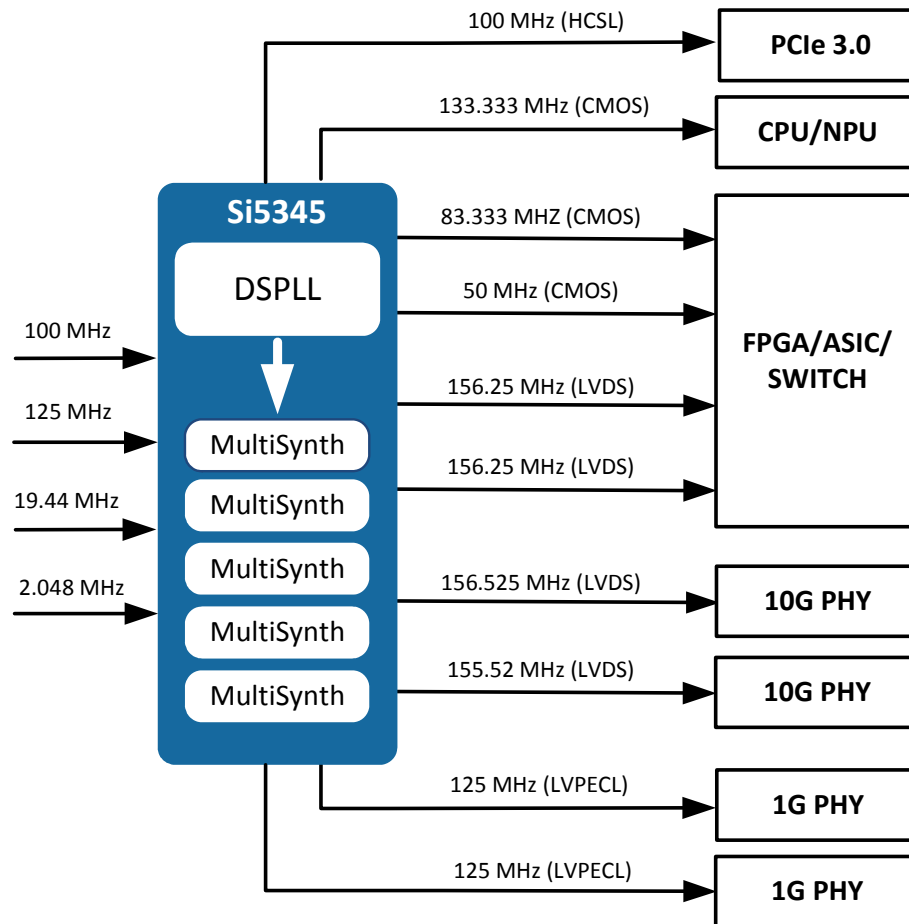 100 MHz (HCSL)
PCIe 3.0
133.333 MHz (CMOS)
CPU/NPU
Si5345
DSPLL
MultiSynth
MultiSynth
MultiSynth
MultiSynth
MultiSynth
100 MHz
125 MHz
19.44 MHz
2.048 MHz
83.333 MHZ (CMOS)
50 MHz (CMOS)
156.25 MHz (LVDS)
156.25 MHz (LVDS)
FPGA/ASIC/
SWITCH
156.525 MHz (LVDS)
10G PHY
155.52 MHz (LVDS)
10G PHY
125 MHz (LVPECL)
1G PHY
125 MHz (LVPECL)
1G PHY